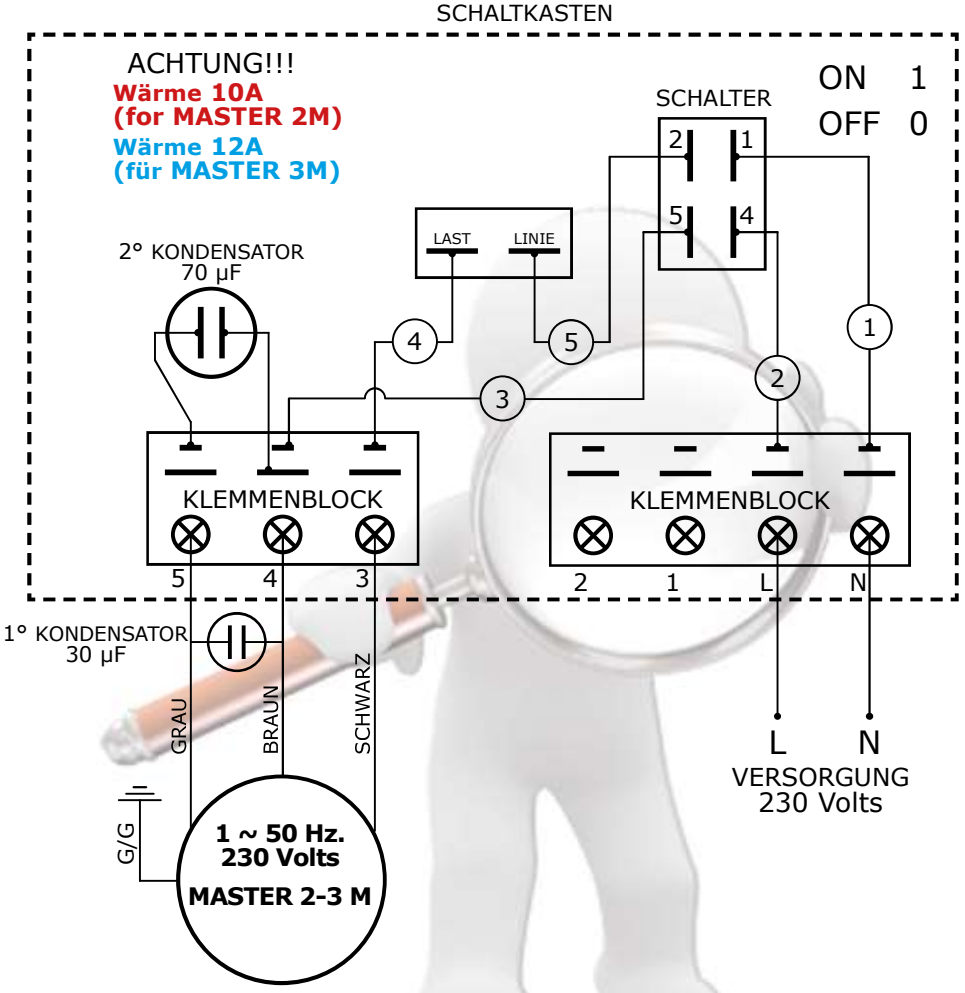 SCHALTKASTEN
ACHTUNG!!!
Wärme 10A
(for MASTER 2M)
Wärme 12A
(für MASTER 3M)
ON 1
OFF 0
SCHALTER
2 1
5 4
LAST LINIE
2° KONDENSATOR
70 µF
4
5
1
2
3
KLEMMENBLOCK
5 4 3
KLEMMENBLOCK
2 1 L N
1° KONDENSATOR
30 µF
GRAU
BRAUN
SCHWARZ
L N
VERSORGUNG
230 Volts
G/G
1 ~ 50 Hz.
230 Volts
MASTER 2-3 M